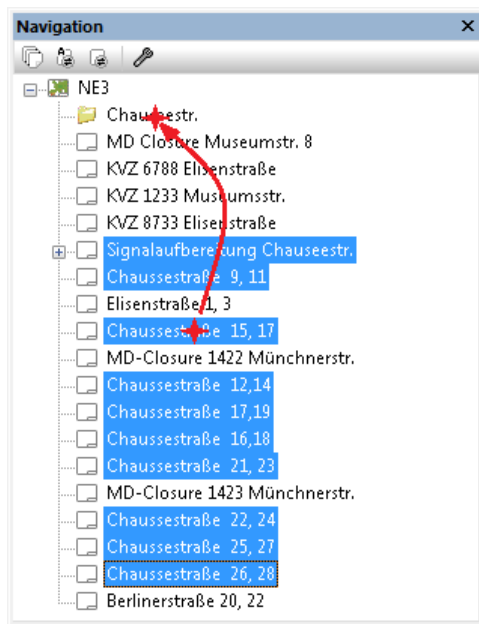 Navigation
NE3
Chausseestr.
MD Closure Museumstr. 8
KVZ 6788 Elisenstraße
KVZ 1233 Museumsstr.
KVZ 8733 Elisenstraße
Signalaufbereitung Chauseestr.
Chaussestraße 9, 11
Elisenstraße 1, 3
Chaussestraße 15, 17
MD-Closure 1422 Münchnerstr.
Chaussestraße 12,14
Chaussestraße 17,19
Chaussestraße 16,18
Chaussestraße 21, 23
MD-Closure 1423 Münchnerstr.
Chaussestraße 22, 24
Chaussestraße 25, 27
Chaussestraße 26, 28
Berlinerstraße 20, 22